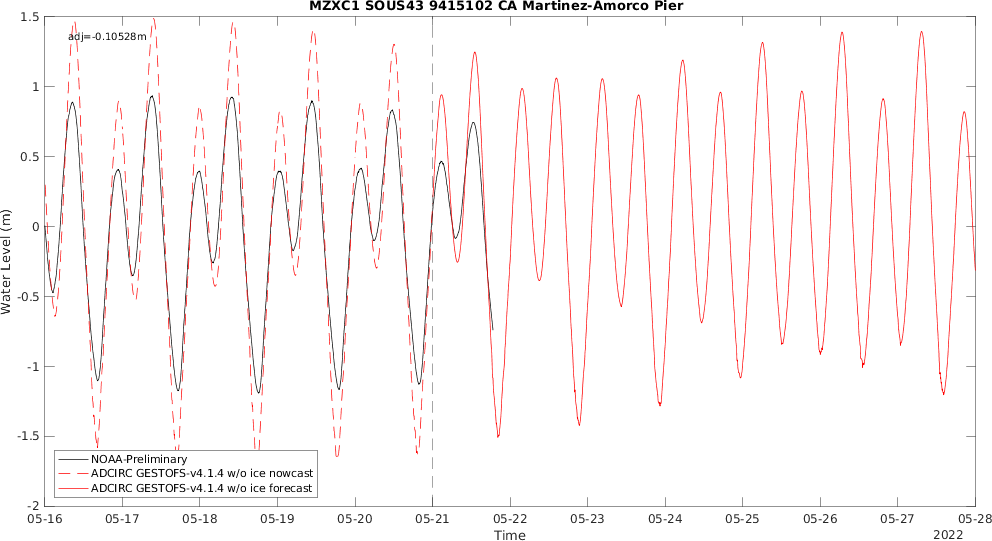 MZXC1 SOUS43 9415102 CA Martinez-Amorco Pier
adj=-0.10528m
Water Level (m)
1.5
1
0.5
0
-0.5
-1
-1.5
-2
NOAA-Preliminary
ADCIRC GESTOFS-v4.1.4 w/o ice nowcast
ADCIRC GESTOFS-v4.1.4 w/o ice forecast
05-16 05-17 05-18 05-19 05-20 05-21 05-22 05-23 05-24 05-25 05-26 05-27 05-28
Time
2022